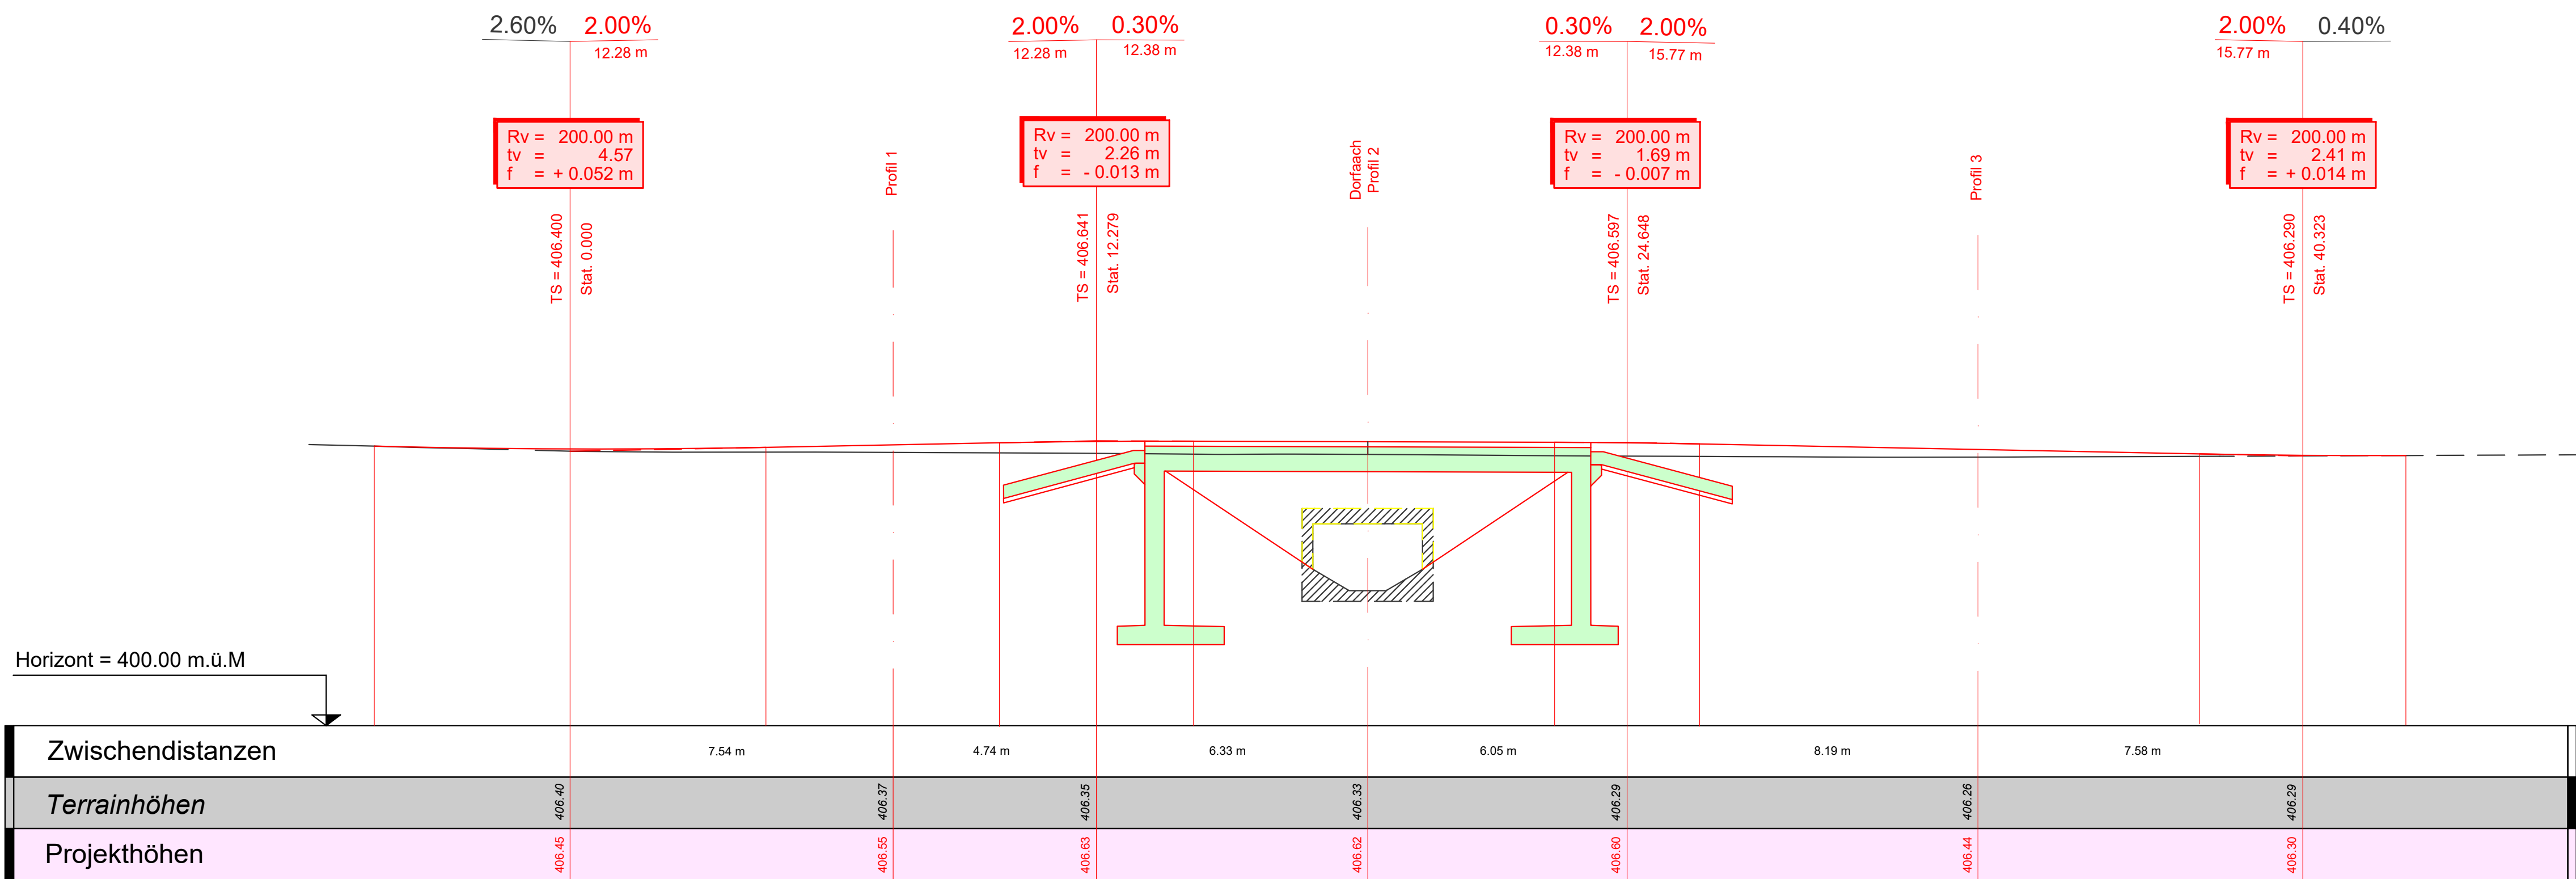 2.60% 2.00%
12.28 m
2.00% 0.30%
12.28 m 12.38 m
0.30% 2.00%
12.38 m 15.77 m
2.00% 0.40%
15.77 m
Rv = 200.00 m
tv = 4.57
f = + 0.052 m
Rv = 200.00 m
tv = 2.26 m
f = - 0.013 m
Rv = 200.00 m
tv = 1.69 m
f = - 0.007 m
Rv = 200.00 m
tv = 2.41 m
f = + 0.014 m
TS = 406.400
Stat. 0.000
Profil 1
TS = 406.641
Stat. 12.279
Dorfaach
Profil 2
TS = 406.597
Stat. 24.648
Profil 3
TS = 406.290
Stat. 40.323
Horizont = 400.00 m.ü.M
Zwischendistanzen 7.54 m 4.74 m 6.33 m 6.05 m 8.19 m 7.58 m
Terrainhöhen 406.40 406.37 406.35 406.33 406.29 406.26 406.29
Projekthöhen 406.45 406.55 406.63 406.62 406.60 406.44 406.30